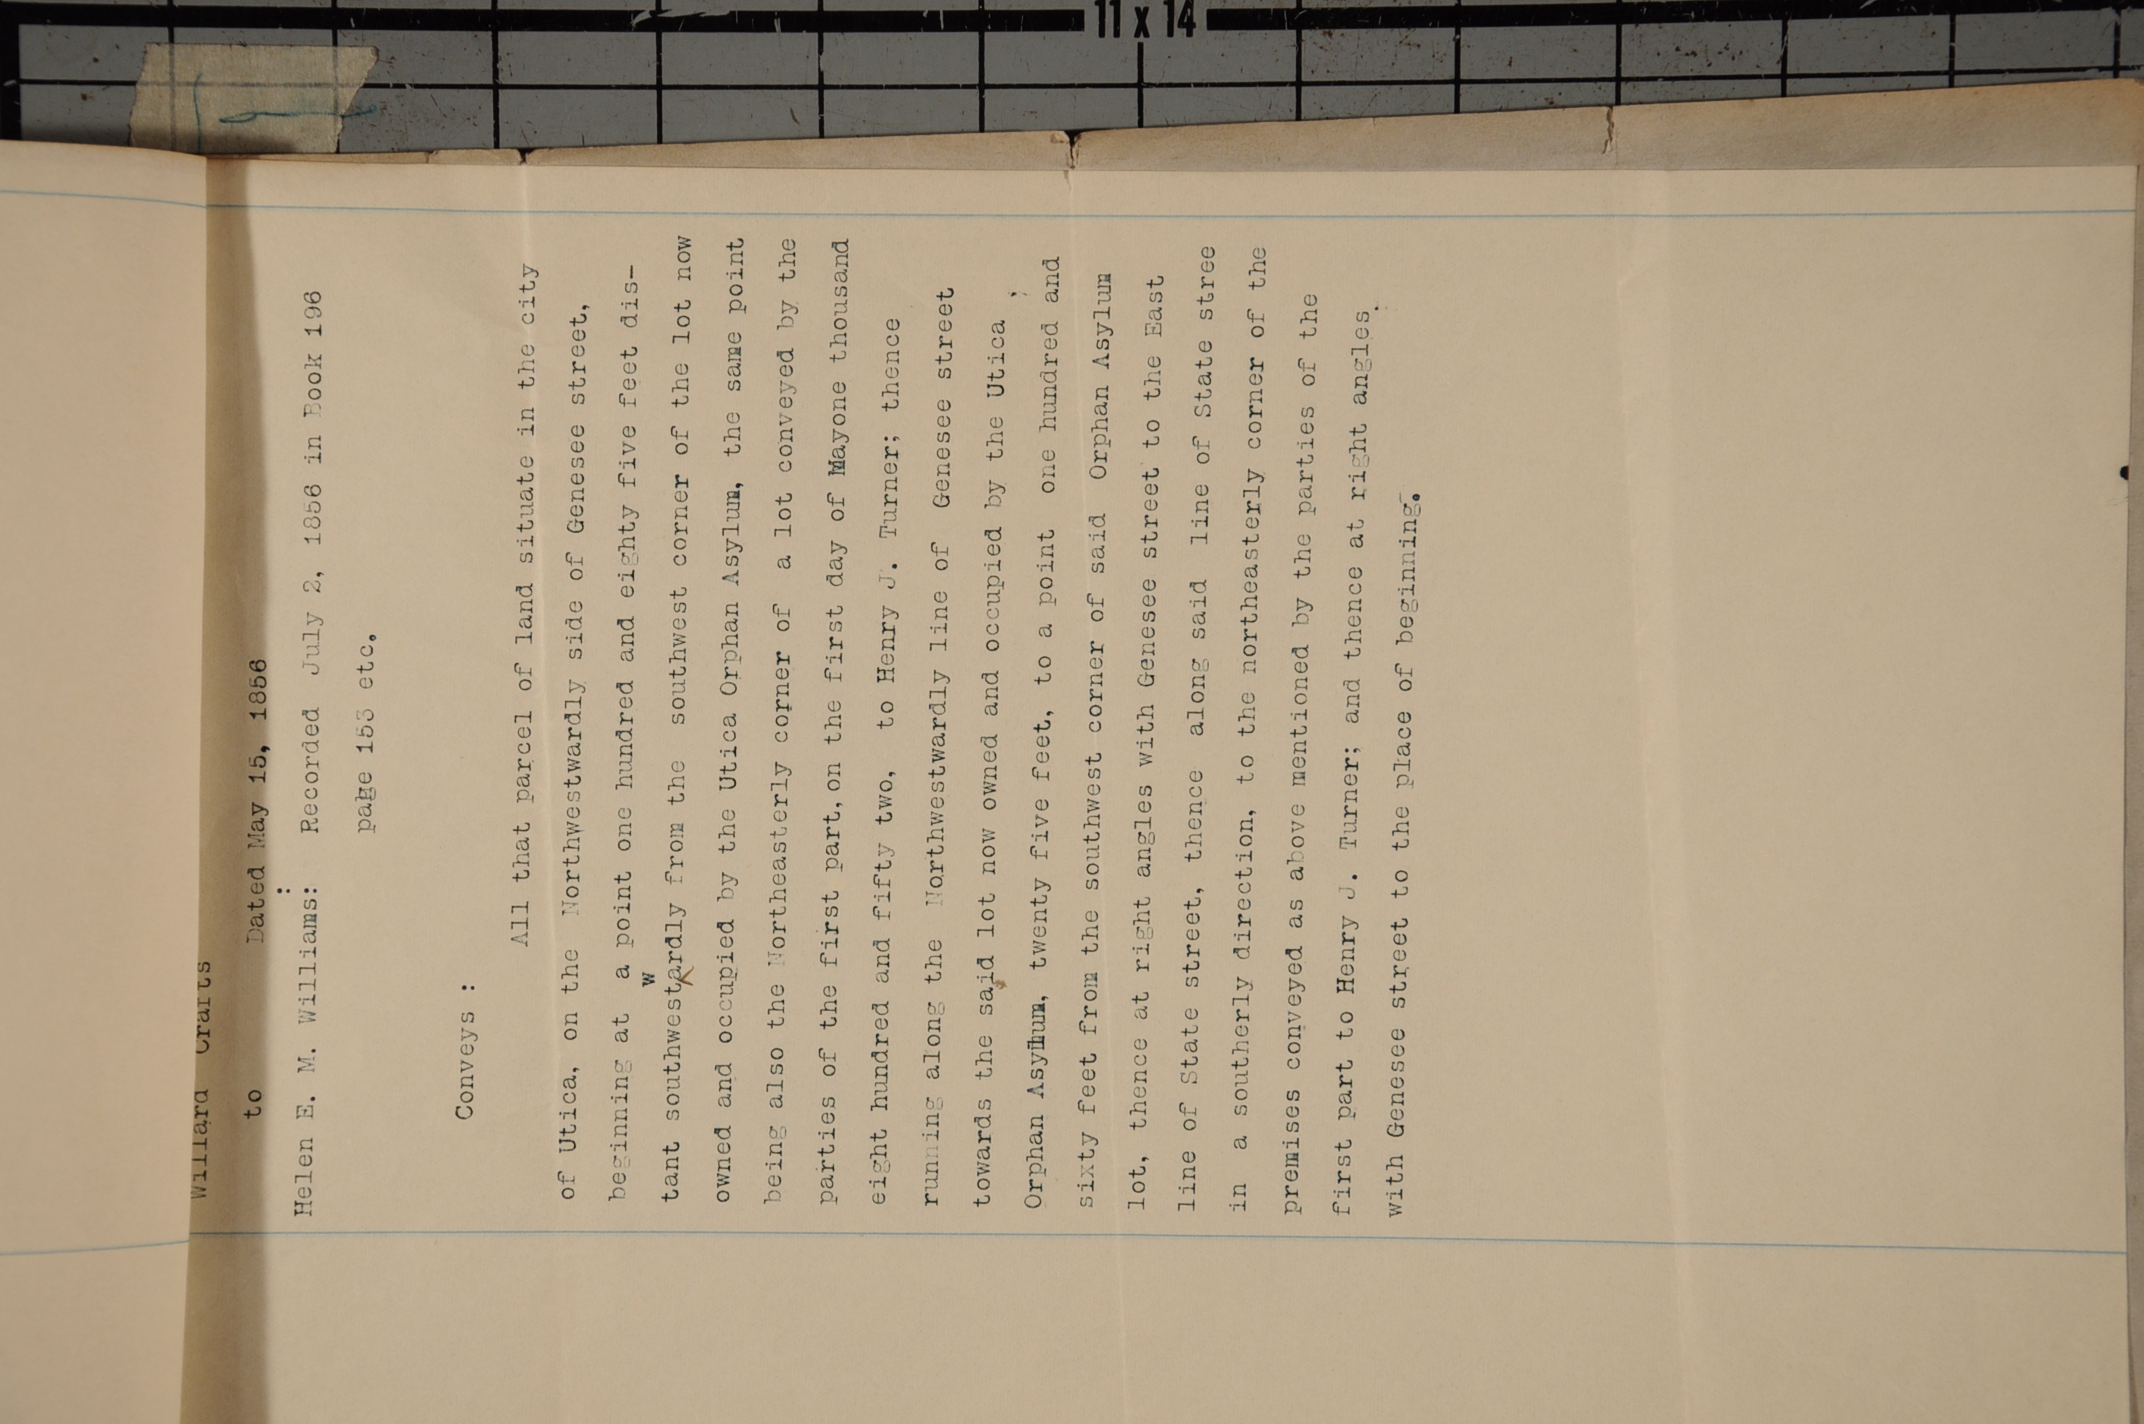 11 x 14
Willard Crafts
to Dated May 15, 1856
Helen E. M. Williams: Recorded July 2, 1856 in Book 196
page 153 etc.
Conveys :
All that parcel of land situate in the city
of Utica, on the Northwestwardly side of Genesee street,
beginning at a point one hundred and eighty five feet dis-
tant southwestwardly from the southwest corner of the lot now
owned and occupied by the Utica Orphan Asylum, the same point
being also the Northeasterly corner of a lot conveyed by the
parties of the first part, on the first day of Mayone thousand
eight hundred and fifty two, to Henry J. Turner; thence
running along the Northwestwardly line of Genesee street
towards the said lot now owned and occupied by the Utica
Orphan Asylum, twenty five feet, to a point one hundred and
sixty feet from the southwest corner of said Orphan Asylum
lot, thence at right angles with Genesee street to the East
line of State street, thence along said line of State stree
in a southerly direction, to the northeasterly corner of the
premises conveyed as above mentioned by the parties of the
first part to Henry J. Turner; and thence at right angles
with Genesee street to the place of beginning.